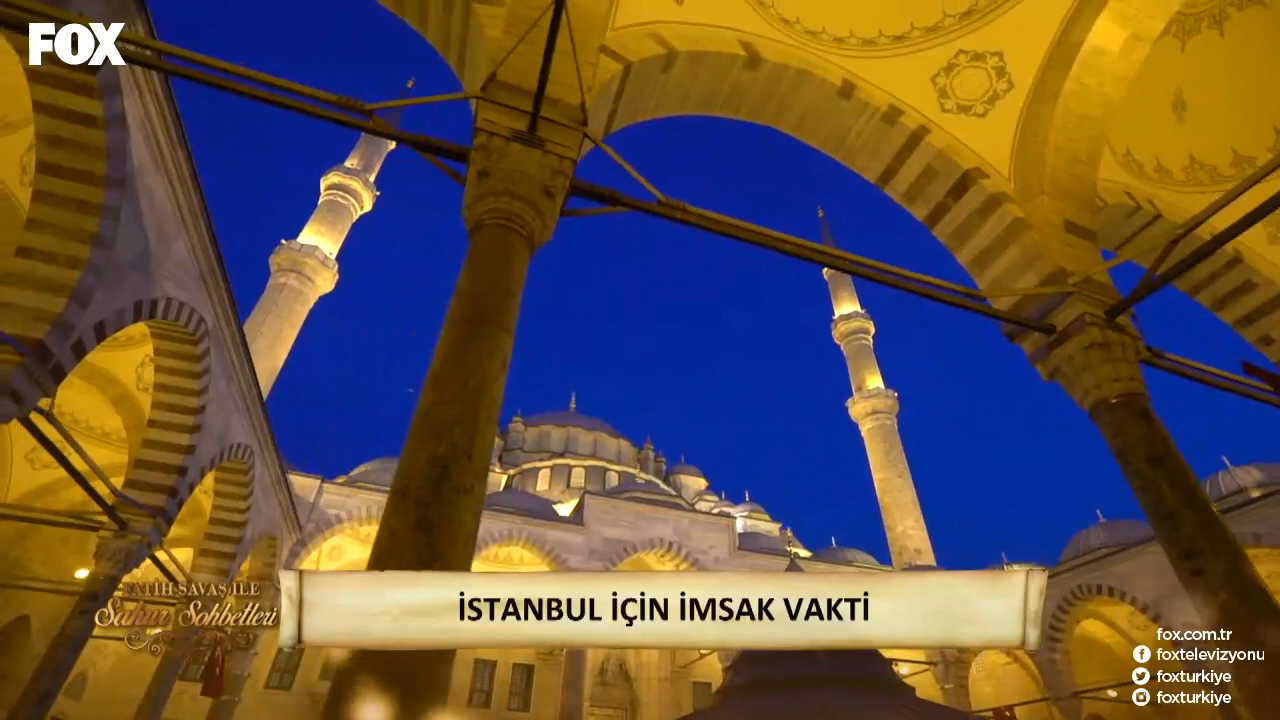 FOX
FATİH SAVAŞ İLE
Sahur Sohbetleri
İSTANBUL İÇİN İMSAK VAKTİ
fox.com.tr
foxtelevizyonu
foxturkiye
foxturkiye